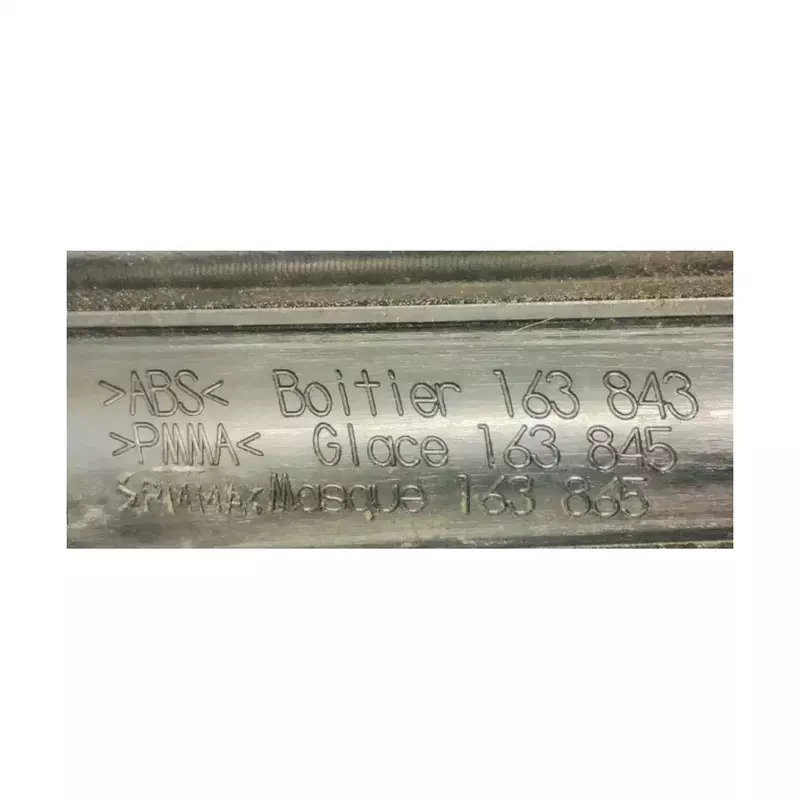 >ABS< Boitier 163 843
>PMMA< Glace 163 845
>PMMA< Masque 163 865